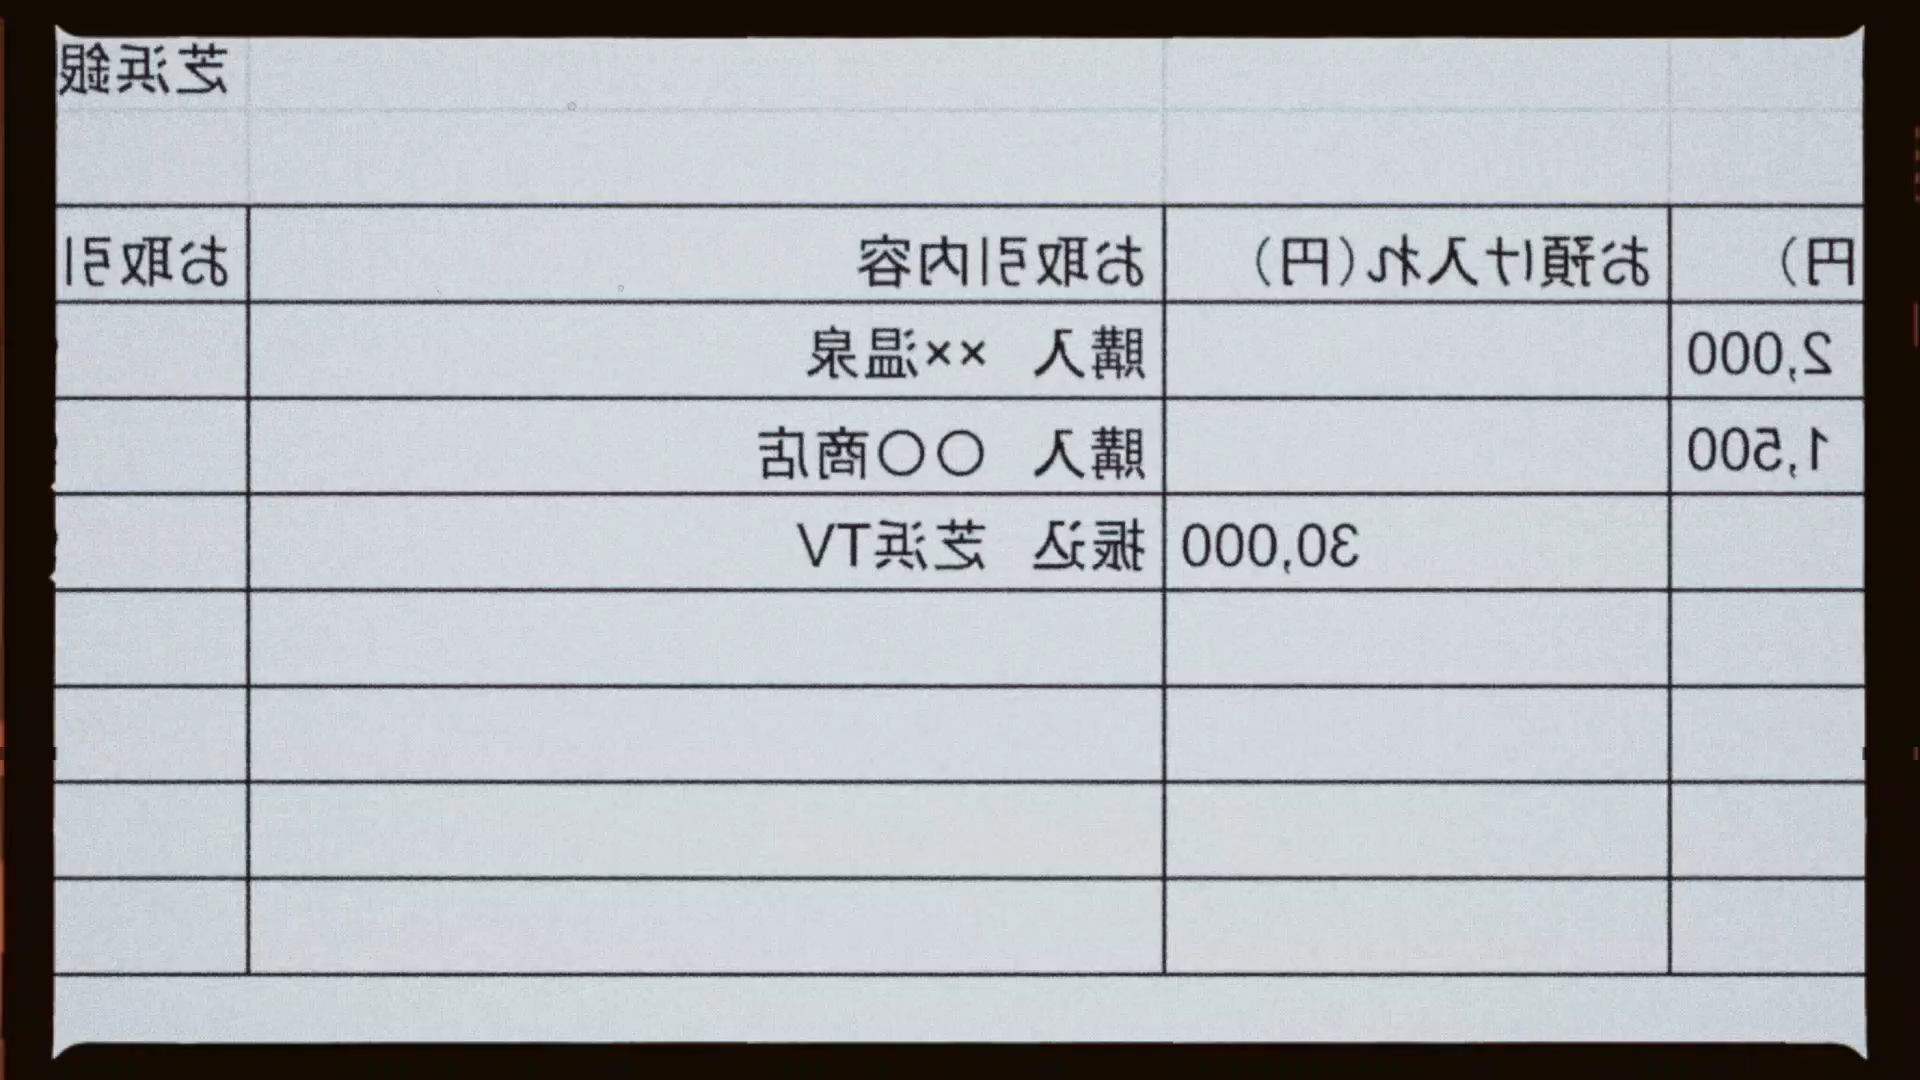 芝浜銀
円) お預け入れ(円) お取引内容 お取引
2,000 購入 ××温泉
1,500 購入 〇〇商店
30,000 振込 芝浜TV